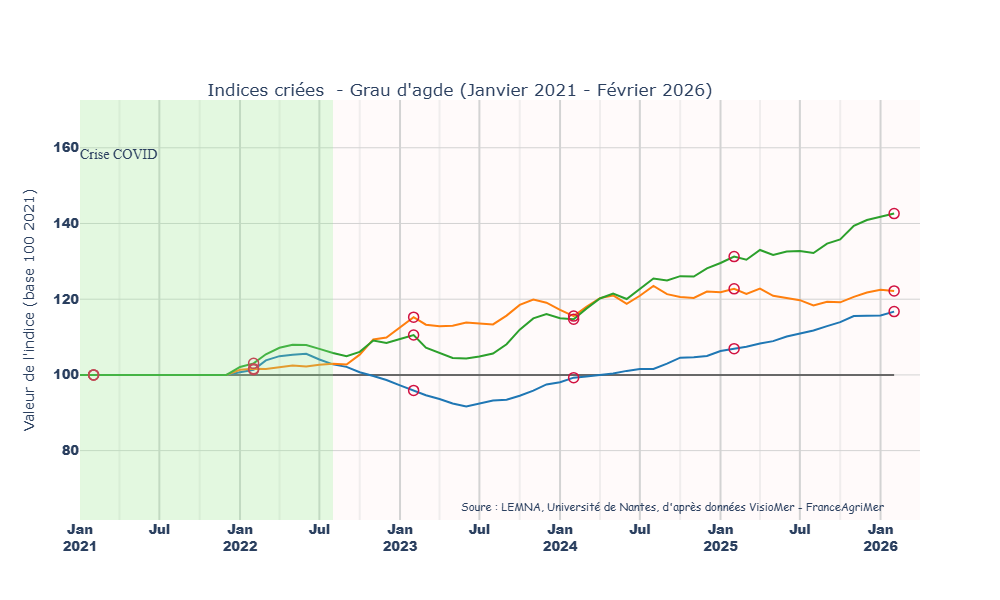 Indices criées  - Grau d'agde (Janvier 2021 - Février 2026)
Valeur de l'indice (base 100 2021)
160
140
120
100
80
Crise COVID
Soure : LEMNA, Université de Nantes, d'après données VisioMer - FranceAgriMer
Jan Jul Jan Jul Jan Jul Jan Jul Jan Jul Jan
2021 2022 2023 2024 2025 2026